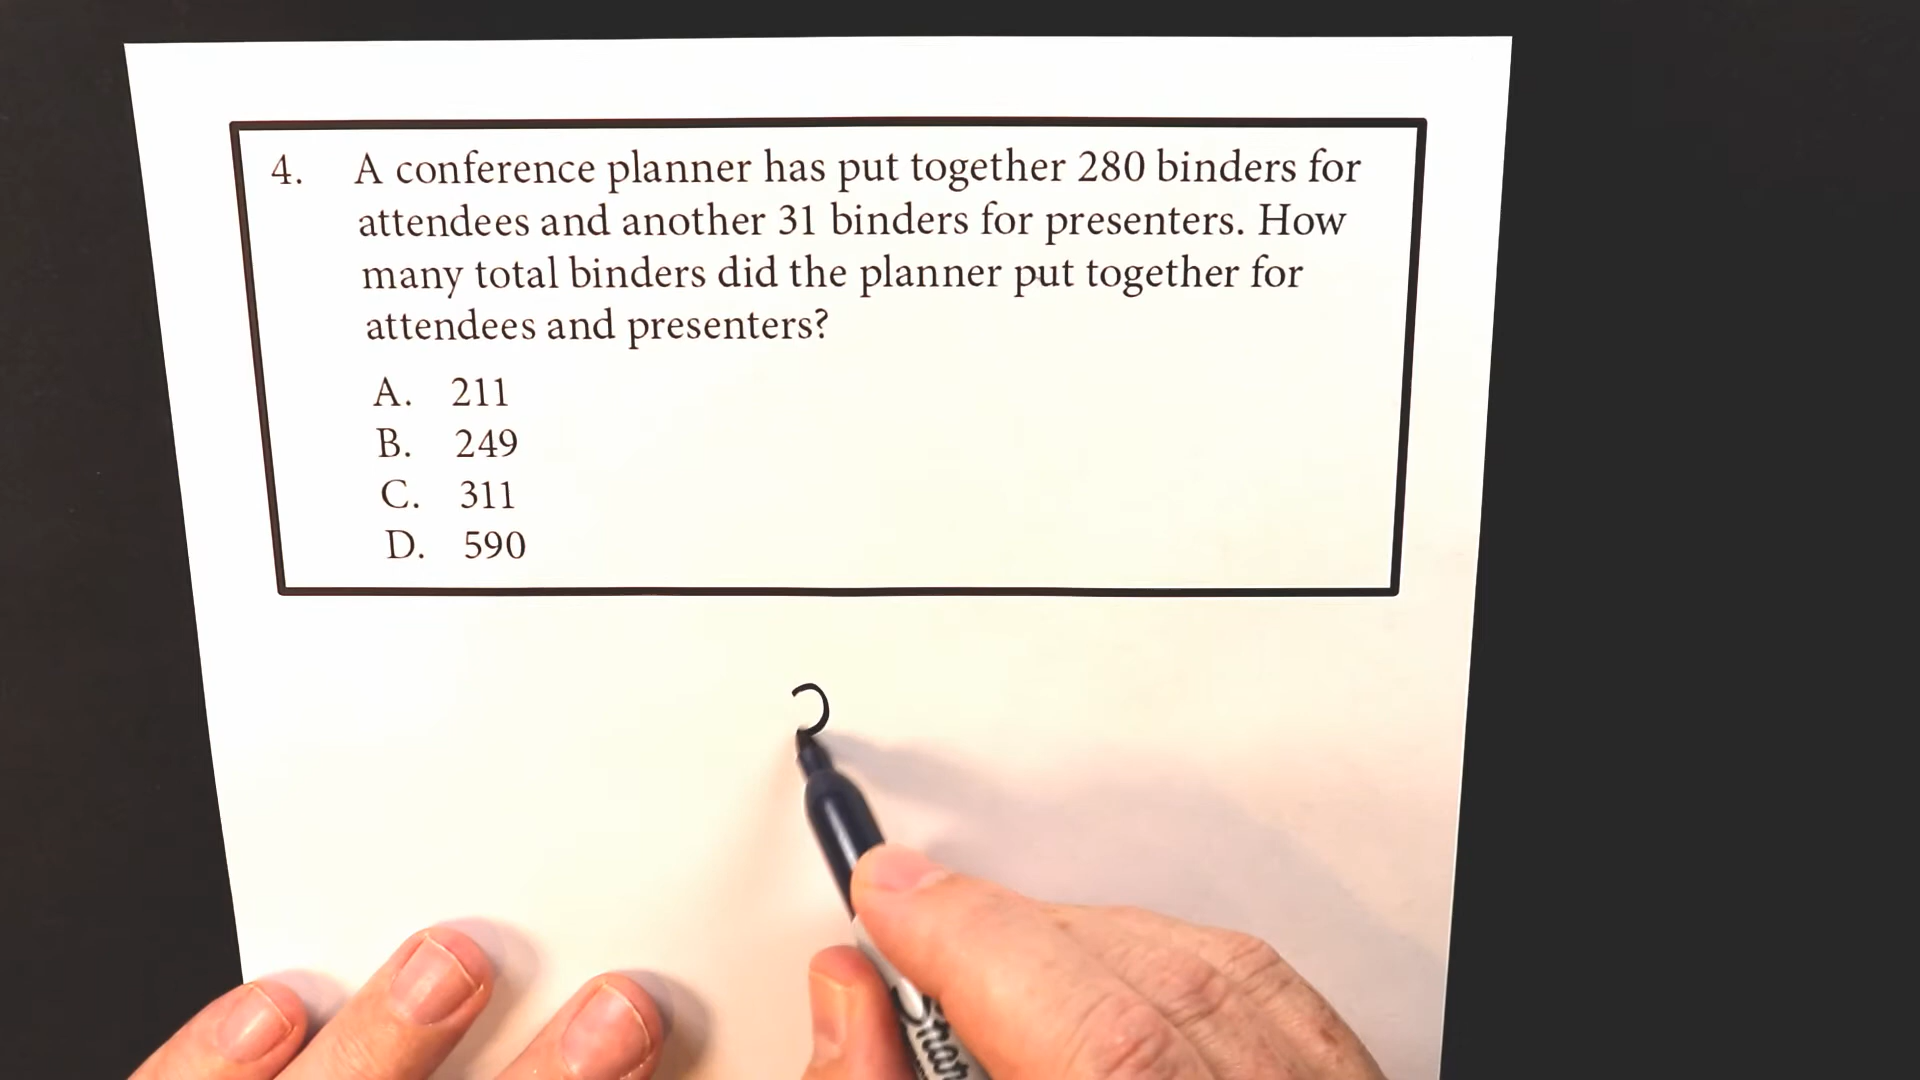 4. A conference planner has put together 280 binders for
attendees and another 31 binders for presenters. How
many total binders did the planner put together for
attendees and presenters?
A. 211
B. 249
C. 311
D. 590